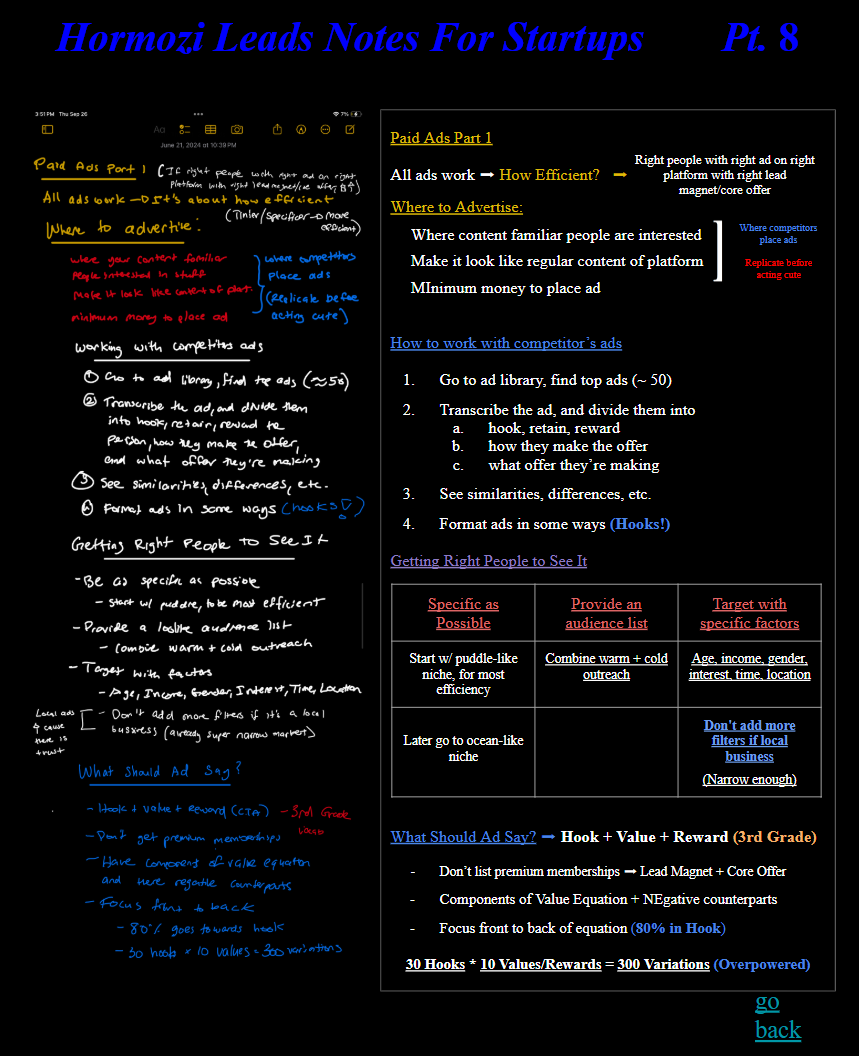 Hormozi Leads Notes For Startups Pt. 8
3:51 PM Thu Sep 26
7%
Aa
June 21, 2024 at 10:39 PM
Paid Ads Part 1 (If right people with right ad on right
platform with right lead magnet/core offer,
All ads work → It's about how efficient
(Tinier/specificer → more
efficient)
Where to advertise:
where your content familiar
people interested in stuff
Make it look like content of plat.
minimum money to place ad
where competitors
place ads
(Replicate before
acting cute)
Working with competitors ads
① Go to ad library, find top ads (≈50)
② Transcribe the ad, and divide them
into hook, retain, reward the
person, how they make the offer,
and what offer they're making
③ See similarities, differences, etc.
④ Format ads in some ways (hooks!)
Getting Right People to See It
- Be as specific as possible
- Start w/ puddle, to be most efficient
- Provide a audience list
- Combine warm + cold outreach
- Target with factors
- Age, Income, Gender, Interest, Time, Location
- Don't add more filters if it's a local
business (already super narrow market)
Local ads
cause
there is
trust
What Should Ad Say?
- Hook + Value + Reward (CTA) - 3rd Grade
- Don't get premium memberships
- Have component of value equation
and there negative counterparts
- Focus front to back
- 80% goes towards hook
- 30 hooks × 10 values = 300 variations
Paid Ads Part 1
All ads work → How Efficient? →
Right people with right ad on right
platform with right lead
magnet/core offer
Where to Advertise:
Where content familiar people are interested
Make it look like regular content of platform
MInimum money to place ad
Where competitors
place ads
Replicate before
acting cute
How to work with competitor's ads
1. Go to ad library, find top ads (~ 50)
2. Transcribe the ad, and divide them into
a. hook, retain, reward
b. how they make the offer
c. what offer they're making
3. See similarities, differences, etc.
4. Format ads in some ways (Hooks!)
Getting Right People to See It
Specific as
Possible
Provide an
audience list
Target with
specific factors
Start w/ puddle-like
niche, for most
efficiency
Combine warm + cold
outreach
Age, income, gender,
interest, time, location
Later go to ocean-like
niche
Don't add more
filters if local
business
(Narrow enough)
What Should Ad Say? → Hook + Value + Reward (3rd Grade)
- Don't list premium memberships → Lead Magnet + Core Offer
- Components of Value Equation + NEgative counterparts
- Focus front to back of equation (80% in Hook)
30 Hooks * 10 Values/Rewards = 300 Variations (Overpowered)
go
back